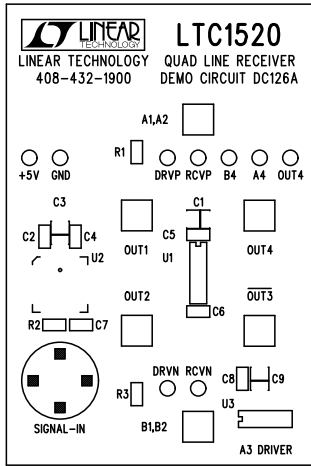 LINEAR
TECHNOLOGY
LTC1520
LINEAR TECHNOLOGY
408-432-1900
QUAD LINE RECEIVER
DEMO CIRCUIT DC126A
A1,A2
R1
+5V GND
DRVP RCVP B4 A4 OUT4
C3
C2 C4
U2
C1
C5
U1
OUT1
OUT4
OUT2
OUT3
C6
R2 C7
SIGNAL-IN
DRVN RCVN
R3
B1,B2
C8 C9
U3
A3 DRIVER